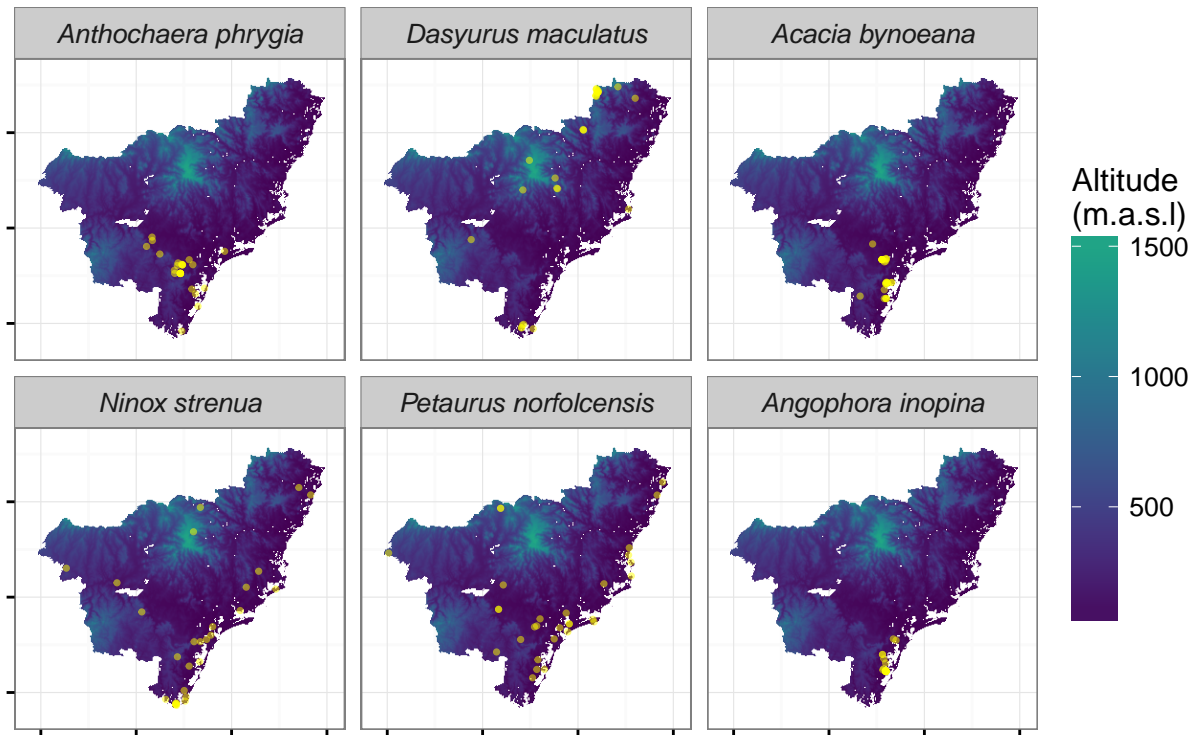 Anthochaera phrygia
Dasyurus maculatus
Acacia bynoeana
Ninox strenua
Petaurus norfolcensis
Angophora inopina
Altitude
(m.a.s.l)
1500
1000
500